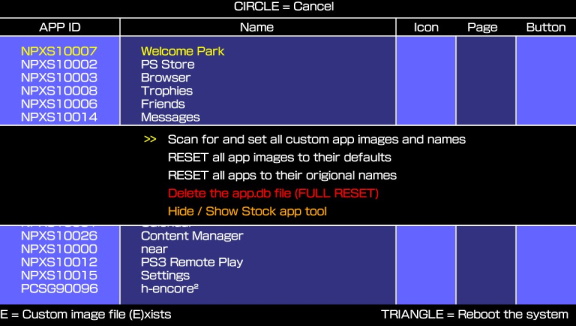 CIRCLE = Cancel
APP ID Name Icon Page Button
NPXS10007 Welcome Park
NPXS10002 PS Store
NPXS10003 Browser
NPXS10008 Trophies
NPXS10006 Friends
NPXS10014 Messages
>> Scan for and set all custom app images and names
RESET all app images to their defaults
RESET all apps to their origional names
Delete the app.db file (FULL RESET)
Hide / Show Stock app tool
NPXS10026 Content Manager
NPXS10000 near
NPXS10012 PS3 Remote Play
NPXS10015 Settings
PCSG90096 h-encore²
E = Custom image file (E)xists TRIANGLE = Reboot the system